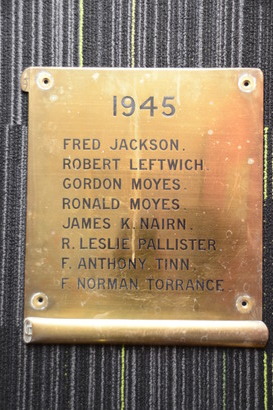 1945
FRED JACKSON.
ROBERT LEFTWICH.
GORDON MOYES.
RONALD MOYES.
JAMES K. NAIRN.
R. LESLIE PALLISTER
F. ANTHONY TINN.
F. NORMAN TORRANCE.